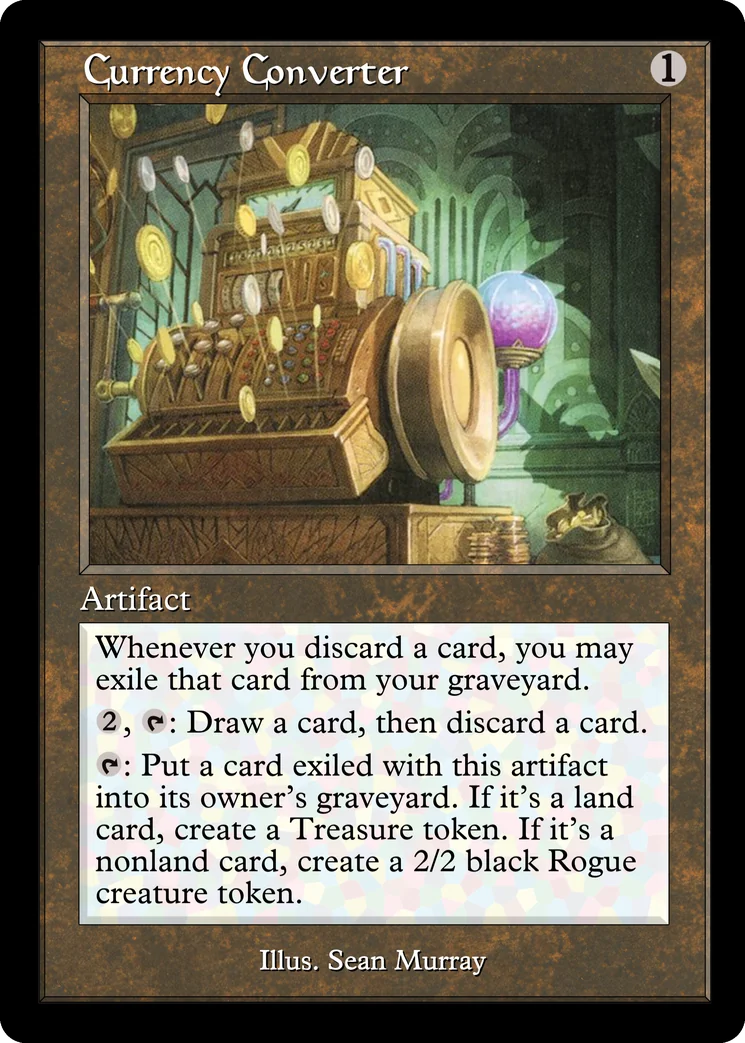 Currency Converter 1
Artifact
Whenever you discard a card, you may
exile that card from your graveyard.
2, : Draw a card, then discard a card.
: Put a card exiled with this artifact
into its owner's graveyard. If it's a land
card, create a Treasure token. If it's a
nonland card, create a 2/2 black Rogue
creature token.
Illus. Sean Murray